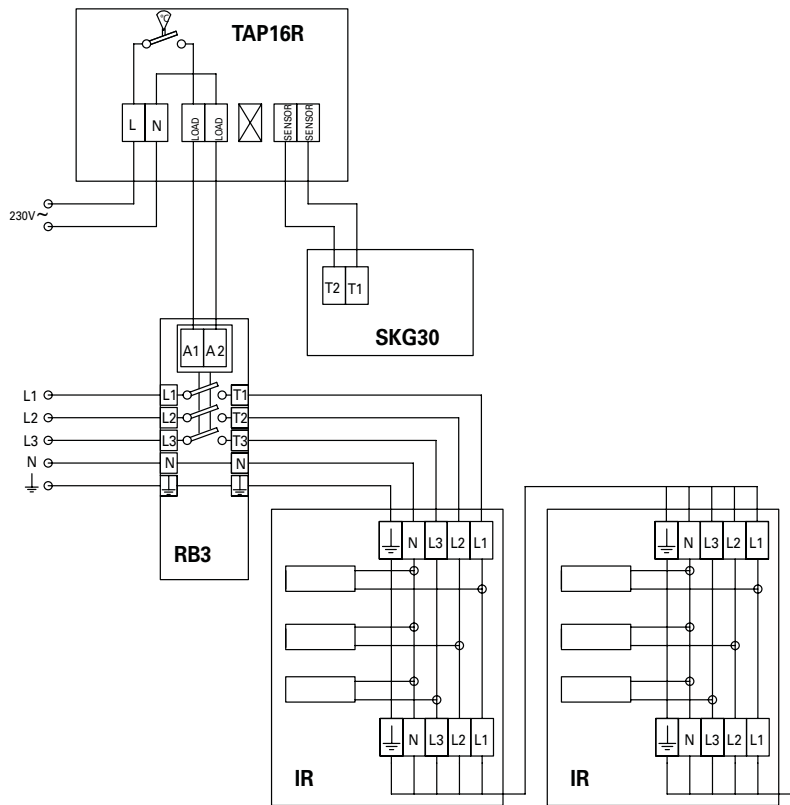 °C
TAP16R
L N LOAD LOAD SENSOR SENSOR
230V~
T2 T1
SKG30
A1 A2
L1 L1 T1
L2 L2 T2
L3 L3 T3
N N N
RB3
N L3 L2 L1
N L3 L2 L1
N L3 L2 L1
N L3 L2 L1
IR
IR